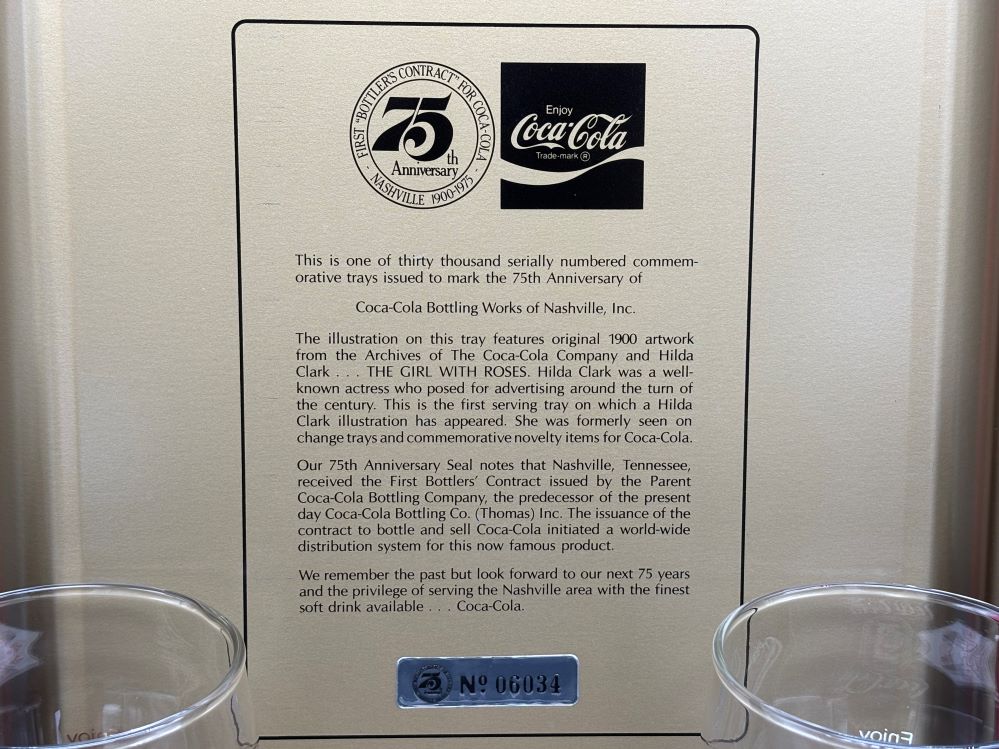 FIRST "BOTTLER'S CONTRACT" FOR COCA-COLA
75th
Anniversary
NASHVILLE 1900-1975
Enjoy
Coca-Cola
Trade-mark ®
This is one of thirty thousand serially numbered commem-
orative trays issued to mark the 75th Anniversary of
Coca-Cola Bottling Works of Nashville, Inc.
The illustration on this tray features original 1900 artwork
from the Archives of The Coca-Cola Company and Hilda
Clark . . . THE GIRL WITH ROSES. Hilda Clark was a well-
known actress who posed for advertising around the turn of
the century. This is the first serving tray on which a Hilda
Clark illustration has appeared. She was formerly seen on
change trays and commemorative novelty items for Coca-Cola.
Our 75th Anniversary Seal notes that Nashville, Tennessee,
received the First Bottlers' Contract issued by the Parent
Coca-Cola Bottling Company, the predecessor of the present
day Coca-Cola Bottling Co. (Thomas) Inc. The issuance of the
contract to bottle and sell Coca-Cola initiated a world-wide
distribution system for this now famous product.
We remember the past but look forward to our next 75 years
and the privilege of serving the Nashville area with the finest
soft drink available . . . Coca-Cola.
75 Nº 06034
Enjoy
Enjoy